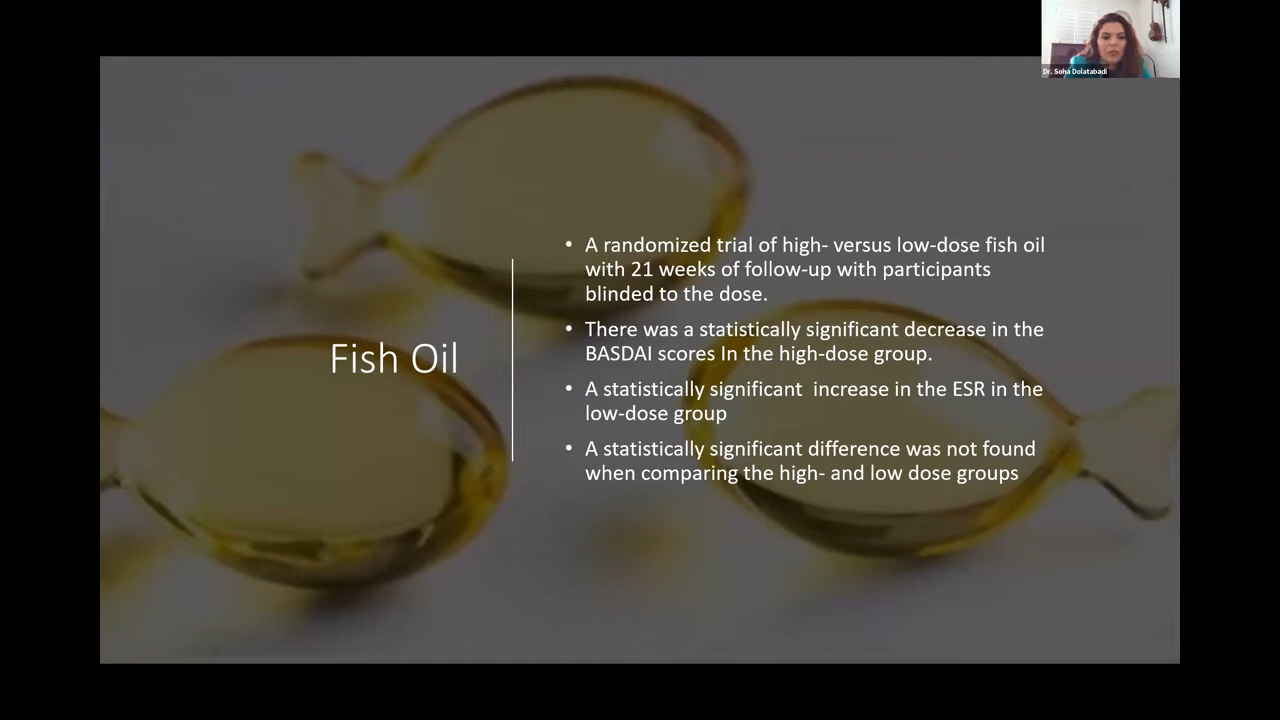 Dr. Soha Dolatabadi
Fish Oil
• A randomized trial of high- versus low-dose fish oil
with 21 weeks of follow-up with participants
blinded to the dose.
• There was a statistically significant decrease in the
BASDAI scores In the high-dose group.
• A statistically significant  increase in the ESR in the
low-dose group
• A statistically significant difference was not found
when comparing the high- and low dose groups